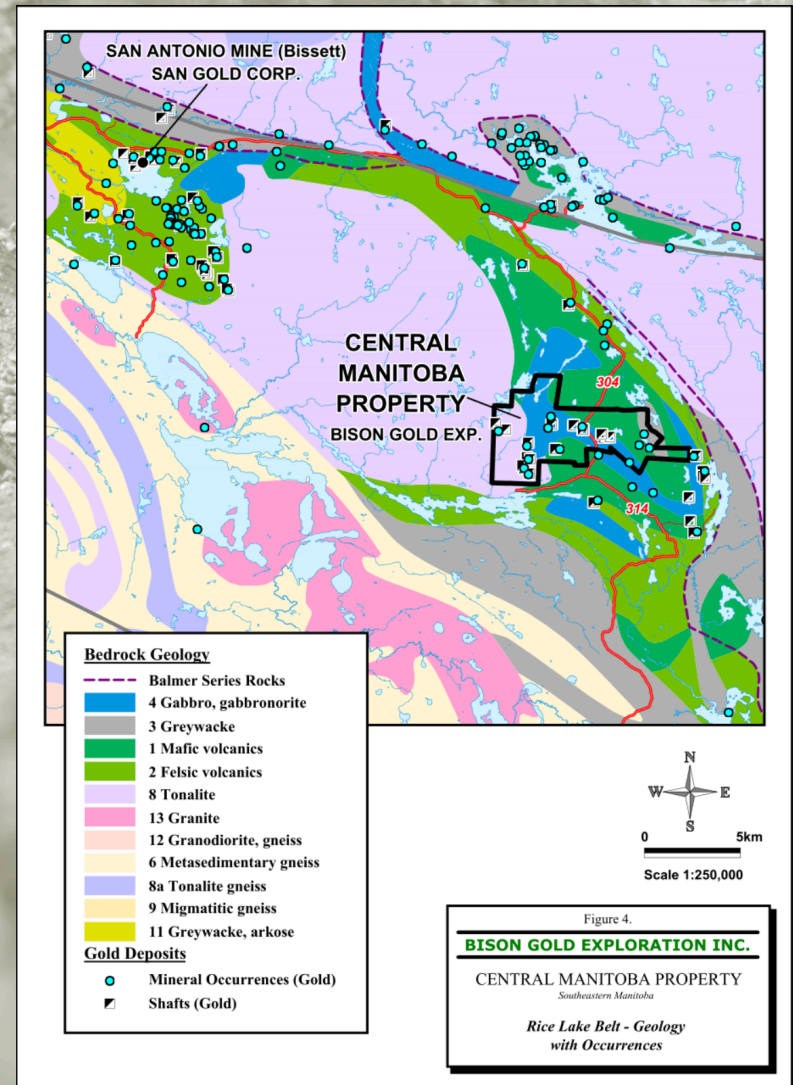 SAN ANTONIO MINE (Bissett)
SAN GOLD CORP.
CENTRAL
MANITOBA
PROPERTY
BISON GOLD EXP.
304
314
Bedrock Geology
Balmer Series Rocks
4 Gabbro, gabbronorite
3 Greywacke
1 Mafic volcanics
2 Felsic volcanics
8 Tonalite
13 Granite
12 Granodiorite, gneiss
6 Metasedimentary gneiss
8a Tonalite gneiss
9 Migmatitic gneiss
11 Greywacke, arkose
Gold Deposits
Mineral Occurrences (Gold)
Shafts (Gold)
N
W E
S
0 5km
Scale 1:250,000
Figure 4.
BISON GOLD EXPLORATION INC.
CENTRAL MANITOBA PROPERTY
Southeastern Manitoba
Rice Lake Belt - Geology
with Occurrences